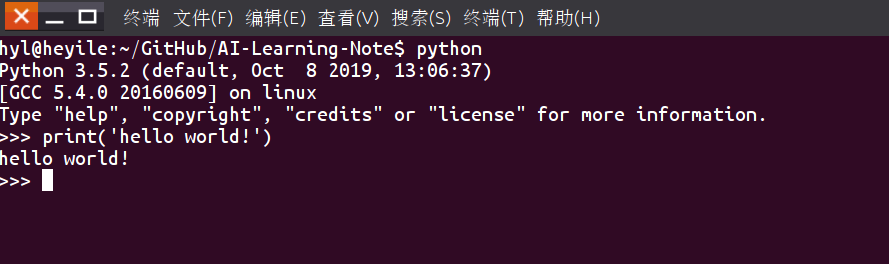 终端 文件(F) 编辑(E) 查看(V) 搜索(S) 终端(T) 帮助(H)
hyl@heyile:~/GitHub/AI-Learning-Note$ python
Python 3.5.2 (default, Oct  8 2019, 13:06:37)
[GCC 5.4.0 20160609] on linux
Type "help", "copyright", "credits" or "license" for more information.
>>> print('hello world!')
hello world!
>>>